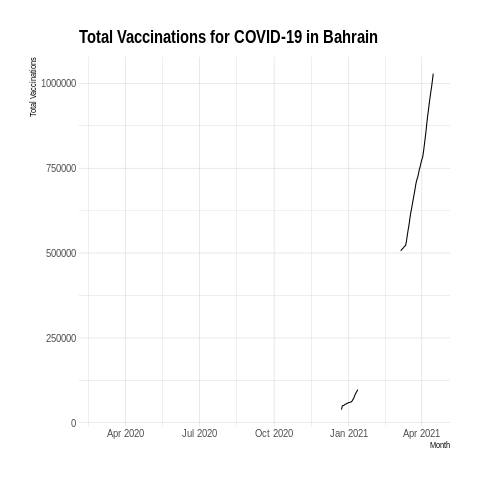 Total Vaccinations for COVID-19 in Bahrain
Total Vaccinations
1000000
750000
500000
250000
0
Apr 2020 Jul 2020 Oct 2020 Jan 2021 Apr 2021
Month